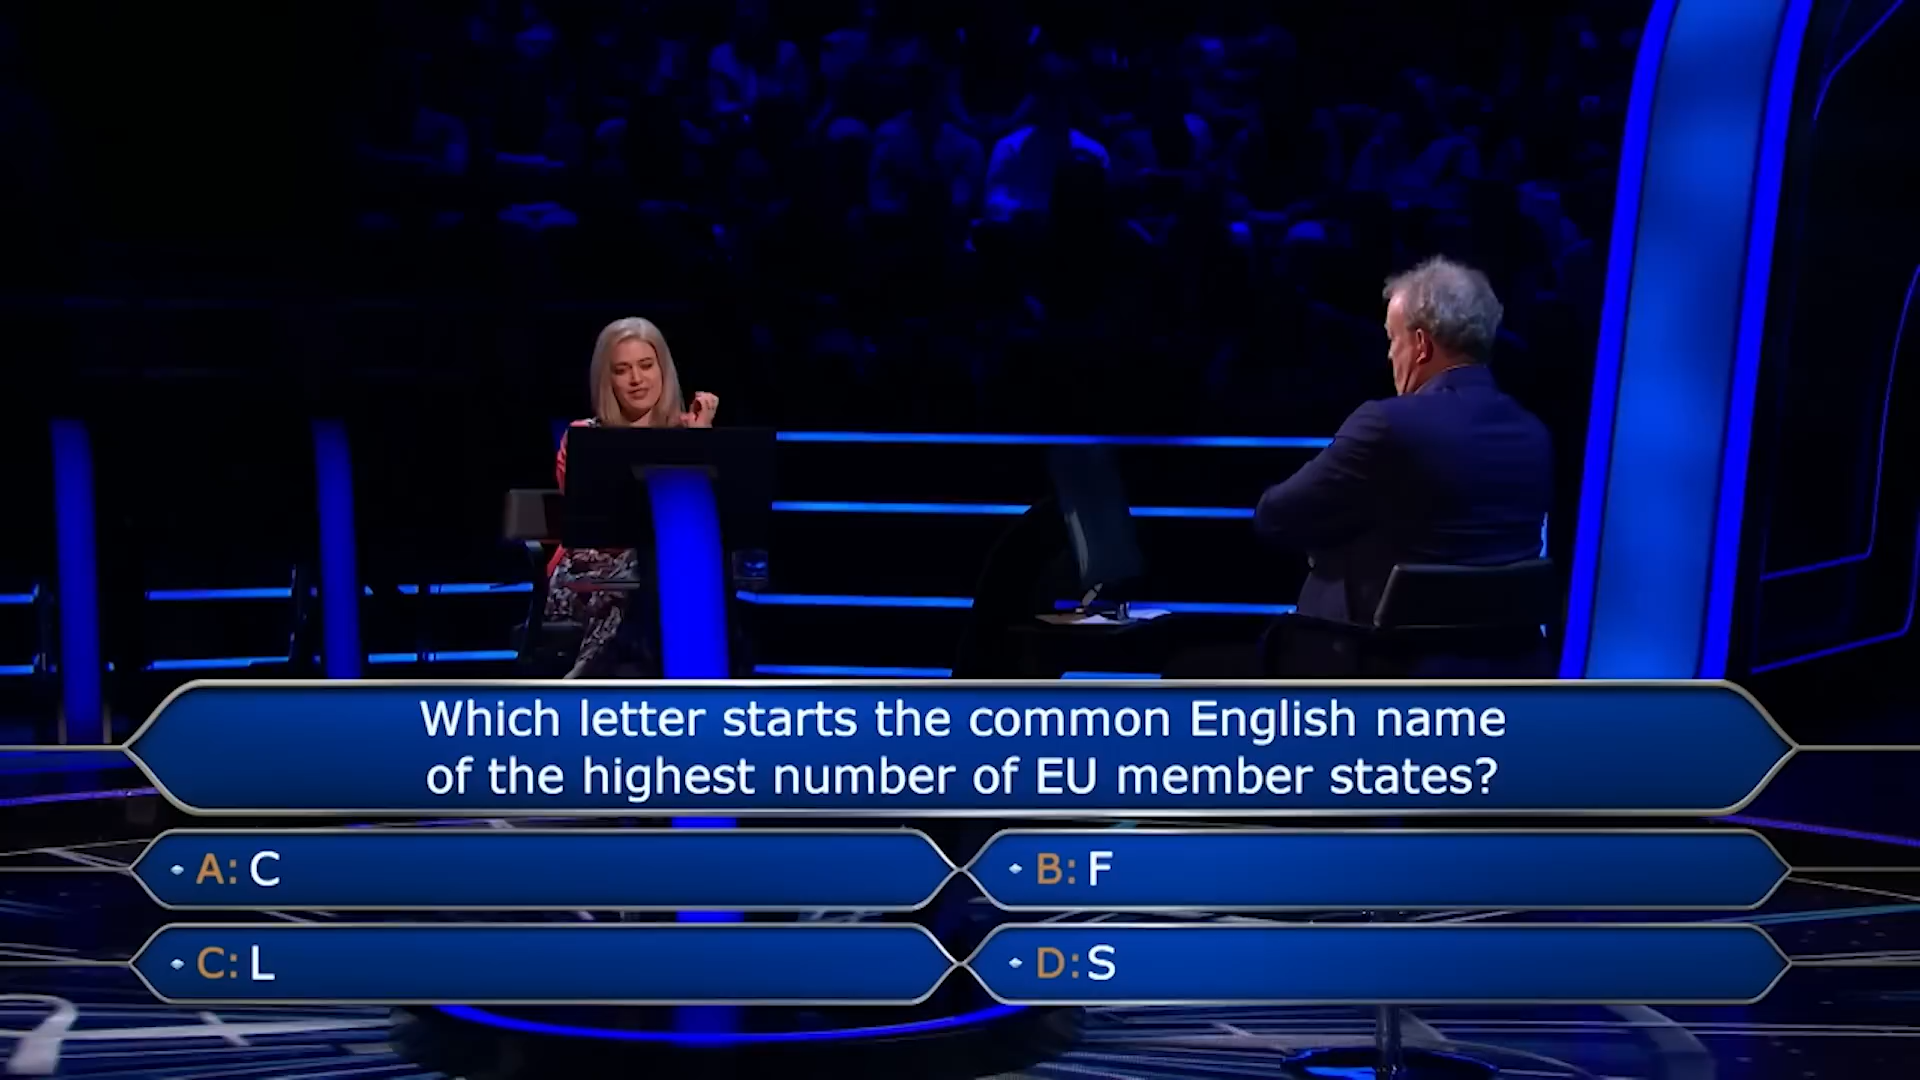 Which letter starts the common English name
of the highest number of EU member states?
A: C
B: F
C: L
D: S